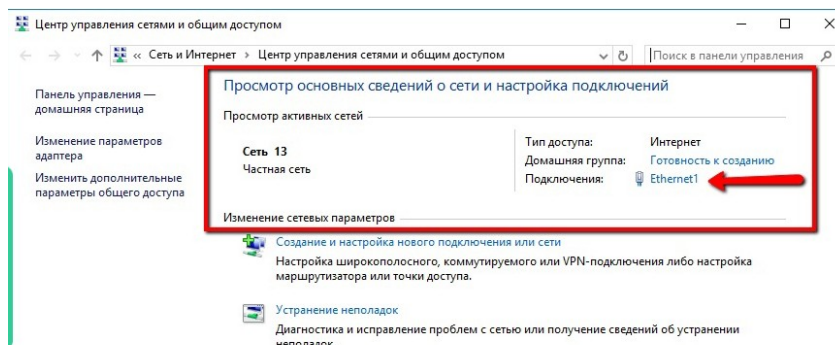 Центр управления сетями и общим доступом
« Сеть и Интернет › Центр управления сетями и общим доступом
Поиск в панели управления
Панель управления —
домашняя страница
Изменение параметров
адаптера
Изменить дополнительные
параметры общего доступа
Просмотр основных сведений о сети и настройка подключений
Просмотр активных сетей
Сеть 13
Частная сеть
Тип доступа: Интернет
Домашняя группа: Готовность к созданию
Подключения: Ethernet1
Изменение сетевых параметров
Создание и настройка нового подключения или сети
Настройка широкополосного, коммутируемого или VPN-подключения либо настройка
маршрутизатора или точки доступа.
Устранение неполадок
Диагностика и исправление проблем с сетью или получение сведений об устранении
неполадок.